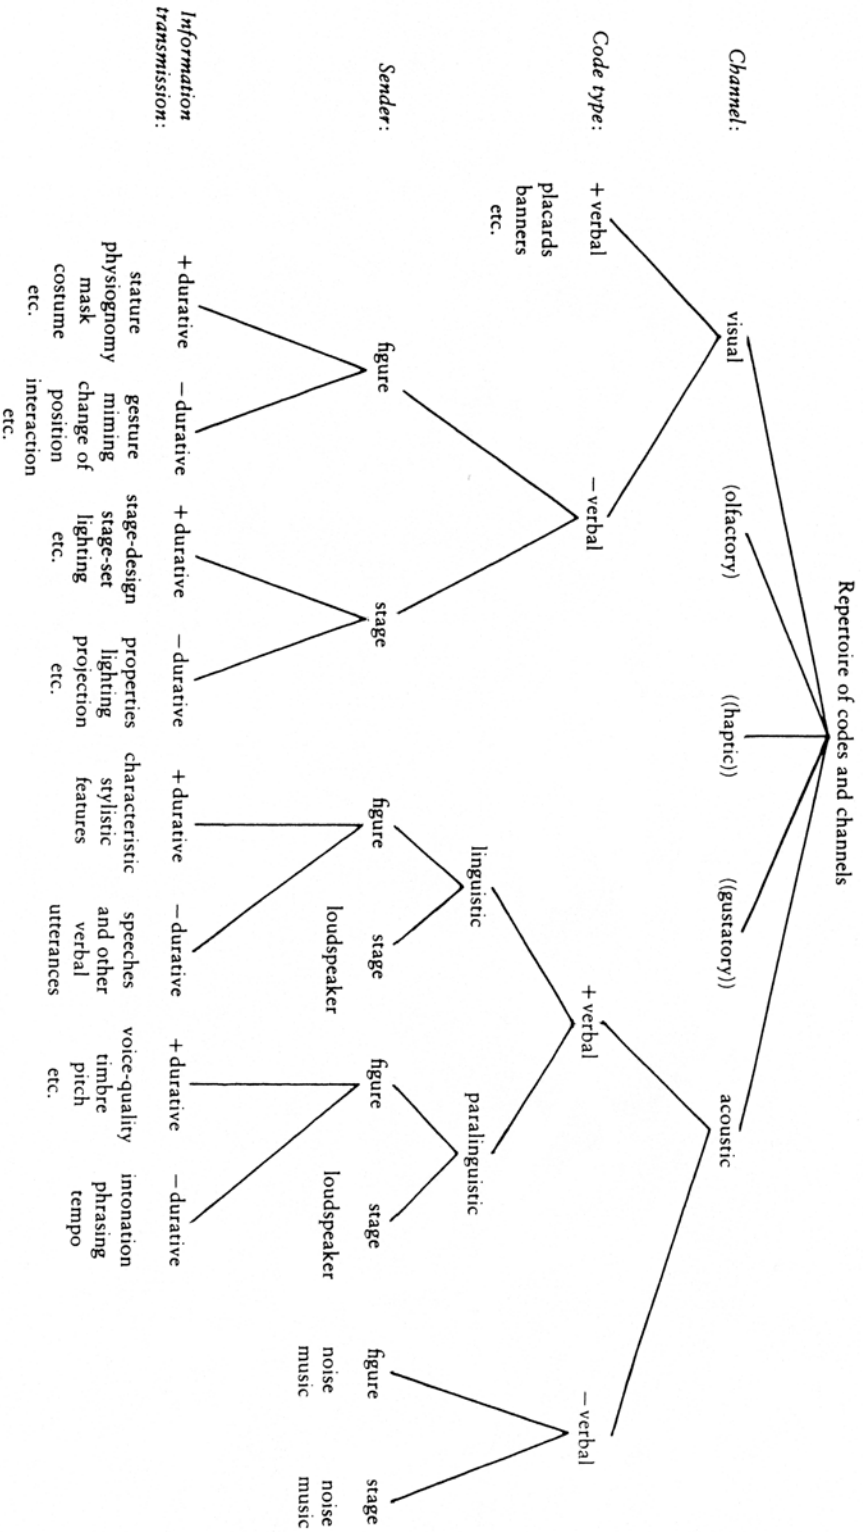 Repertoire of codes and channels
Channel:
visual
(olfactory)
((haptic))
((gustatory))
acoustic
Code type:
+ verbal
placards
banners
etc.
− verbal
+ verbal
− verbal
linguistic
paralinguistic
Sender:
figure
stage
figure
stage
loudspeaker
figure
stage
loudspeaker
figure
noise
music
stage
noise
music
Information
transmission:
+ durative
stature
physiognomy
mask
costume
etc.
− durative
gesture
miming
change of
position
interaction
etc.
+ durative
stage-design
stage-set
lighting
etc.
− durative
properties
lighting
projection
etc.
+ durative
characteristic
stylistic
features
− durative
speeches
and other
verbal
utterances
+ durative
voice-quality
timbre
pitch
etc.
− durative
intonation
phrasing
tempo